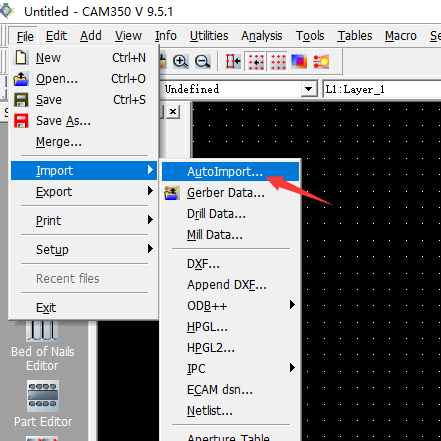 Untitled - CAM350 V 9.5.1
File Edit Add View Info Utilities Analysis Tools Tables Macro
New Ctrl+N
Open... Ctrl+O
Save Ctrl+S
Save As...
Merge...
Import
Export
Print
Setup
Recent files
Exit
Undefined
L1:Layer_1
AutoImport...
Gerber Data...
Drill Data...
Mill Data...
DXF...
Append DXF...
ODB++
HPGL...
HPGL2...
IPC
ECAM dsn...
Netlist...
Aperture Table
Bed of Nails
Editor
Part Editor